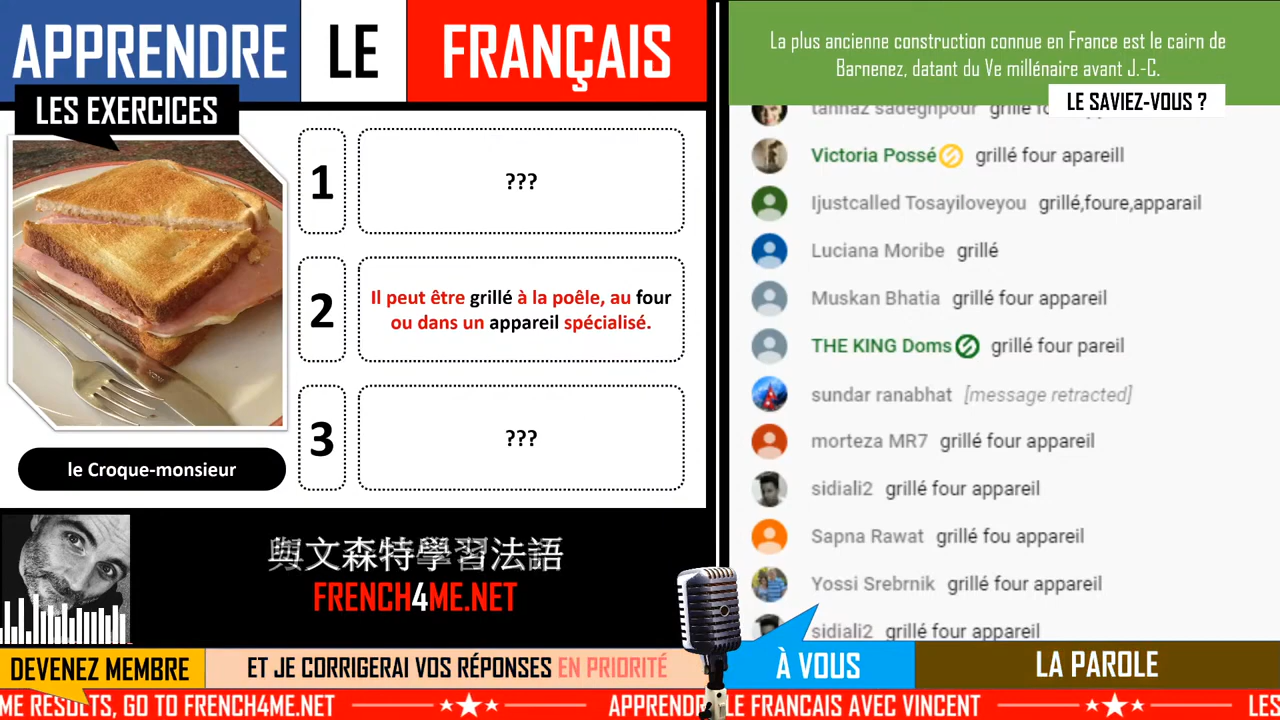 APPRENDRE LE FRANÇAIS
LES EXERCICES
1
???
2
Il peut être grillé à la poêle, au four
ou dans un appareil spécialisé.
3
???
le Croque-monsieur
與文森特學習法語
FRENCH4ME.NET
La plus ancienne construction connue en France est le cairn de
Barnenez, datant du Ve millénaire avant J.-C.
LE SAVIEZ-VOUS ?
tannaz sadeghpour
Victoria Possé grillé four apareill
Ijustcalled Tosayiloveyou grillé,foure,apparail
Luciana Moribe grillé
Muskan Bhatia grillé four appareil
THE KING Doms grillé four pareil
sundar ranabhat [message retracted]
morteza MR7 grillé four appareil
sidiali2 grillé four appareil
Sapna Rawat grillé fou appareil
Yossi Srebrnik grillé four appareil
sidiali2 grillé four appareil
DEVENEZ MEMBRE
ET JE CORRIGERAI VOS RÉPONSES EN PRIORITÉ
À VOUS
LA PAROLE
ME RESULTS, GO TO FRENCH4ME.NET APPRENDRE LE FRANCAIS AVEC VINCENT LES